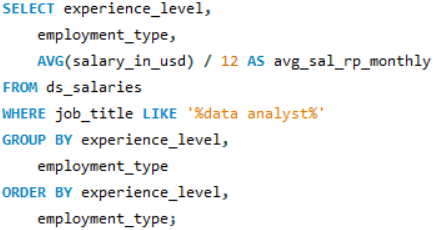 SELECT experience_level,
employment_type,
AVG(salary_in_usd) / 12 AS avg_sal_rp_monthly
FROM ds_salaries
WHERE job_title LIKE '%data analyst%'
GROUP BY experience_level,
employment_type
ORDER BY experience_level,
employment_type;